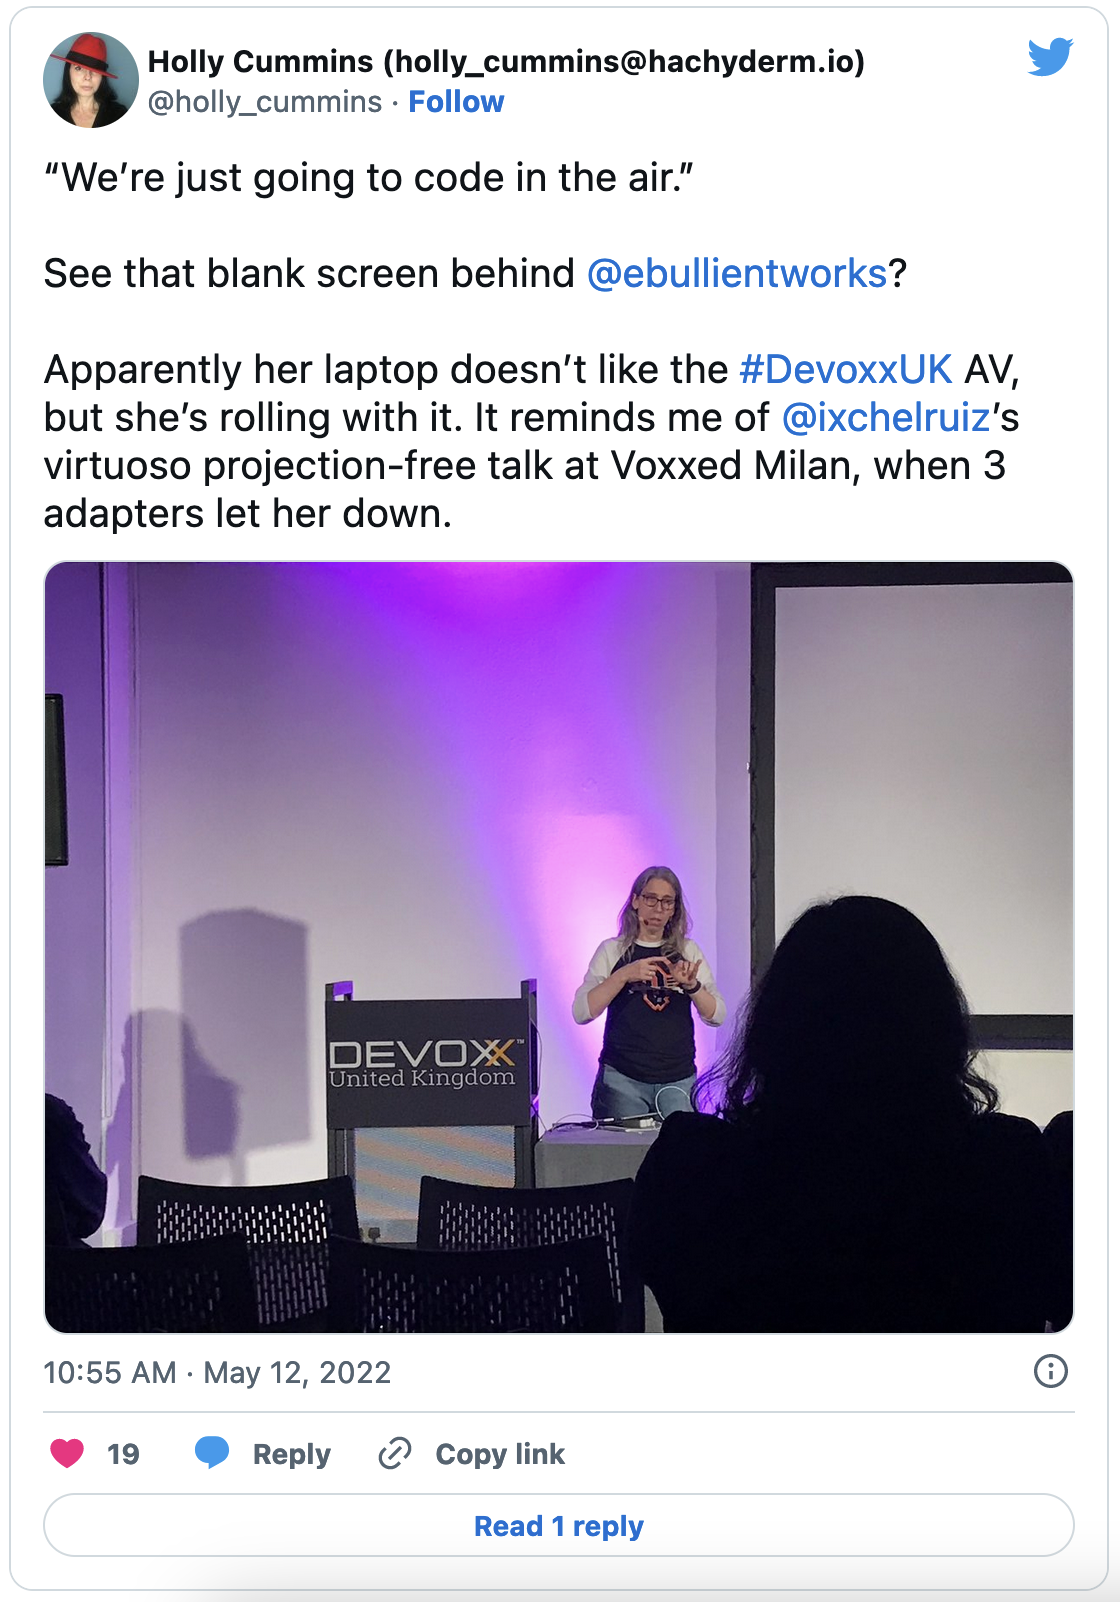 Holly Cummins (holly_cummins@hachyderm.io)
@holly_cummins · Follow
“We’re just going to code in the air.”
See that blank screen behind @ebullientworks?
Apparently her laptop doesn’t like the #DevoxxUK AV,
but she’s rolling with it. It reminds me of @ixchelruiz’s
virtuoso projection-free talk at Voxxed Milan, when 3
adapters let her down.
DEVOXX™
United Kingdom
10:55 AM · May 12, 2022
19 Reply Copy link
Read 1 reply